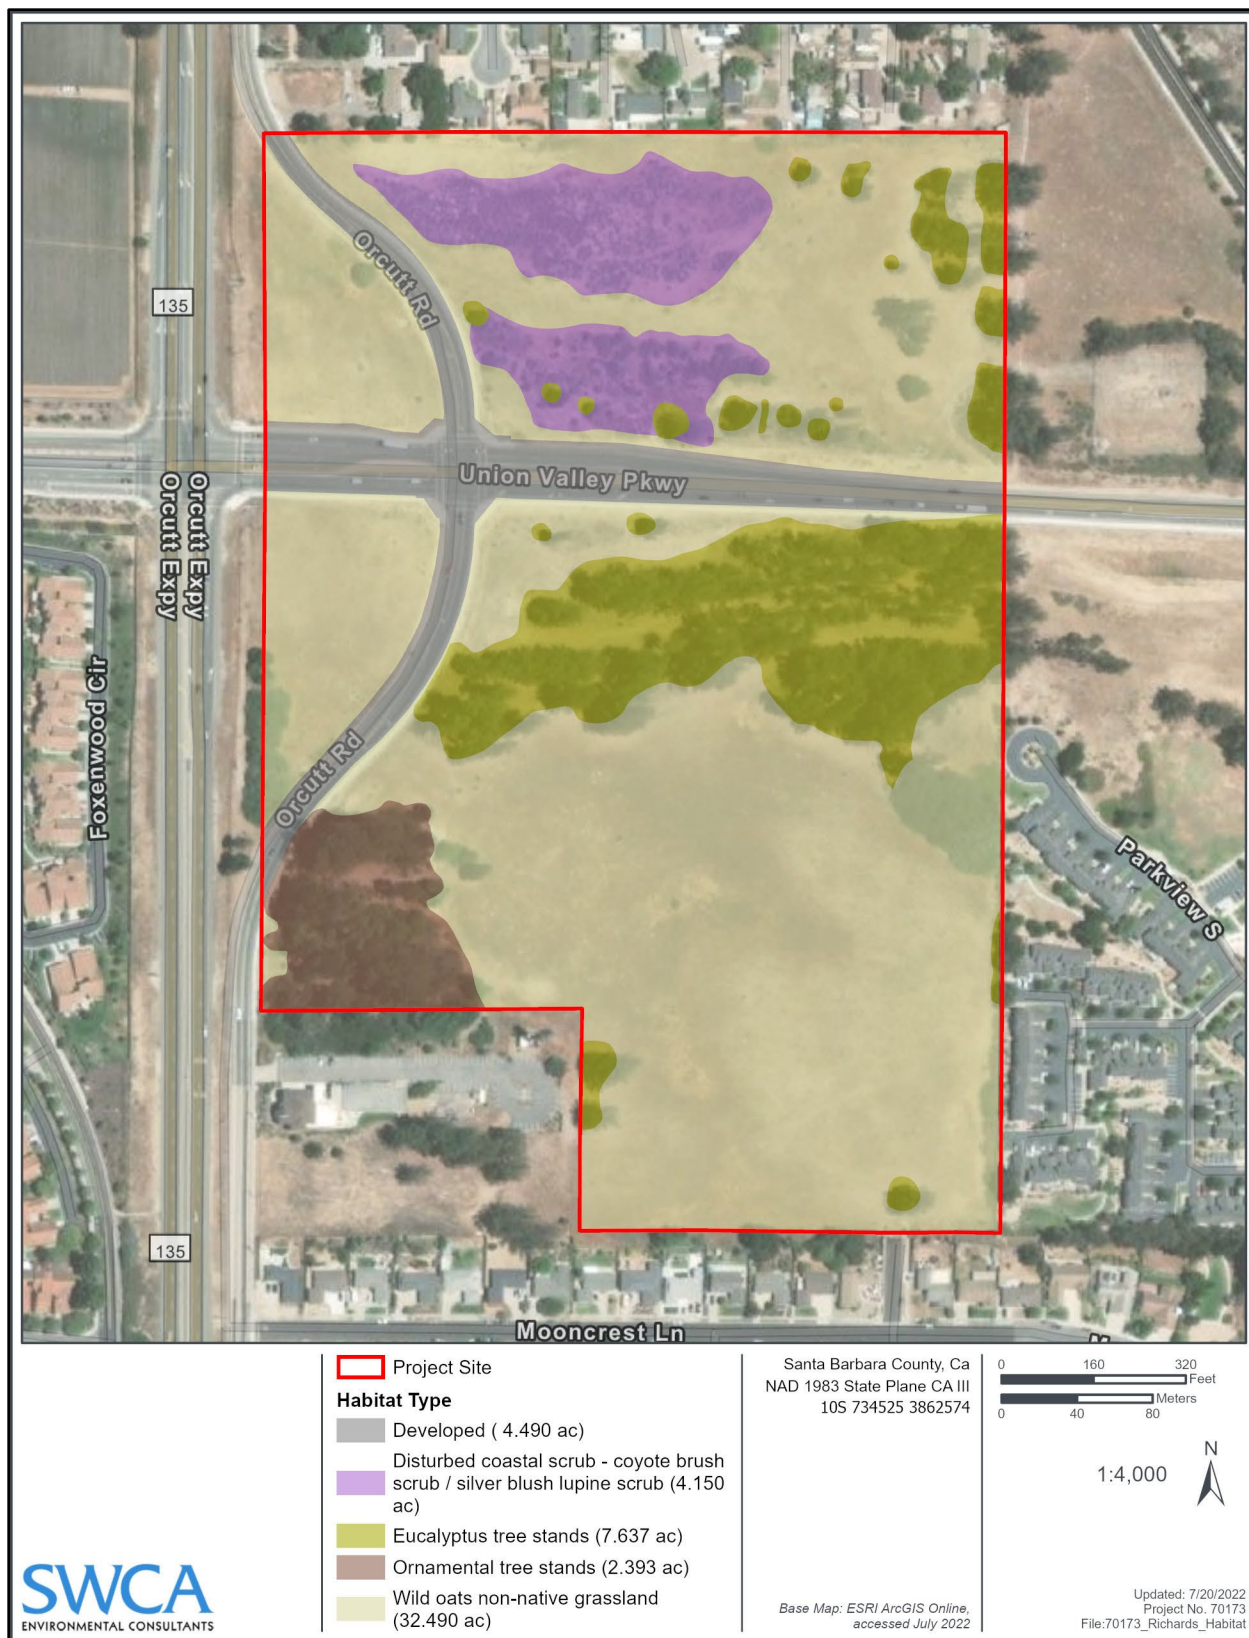 135
Orcutt Rd
Union Valley Pkwy
Orcutt Expy
Orcutt Expy
Foxenwood Cir
Orcutt Rd
Parkview S
135
Mooncrest Ln
Project Site
Habitat Type
Developed ( 4.490 ac)
Disturbed coastal scrub - coyote brush
scrub / silver blush lupine scrub (4.150
ac)
Eucalyptus tree stands (7.637 ac)
Ornamental tree stands (2.393 ac)
Wild oats non-native grassland
(32.490 ac)
Santa Barbara County, Ca
NAD 1983 State Plane CA III
10S 734525 3862574
Base Map: ESRI ArcGIS Online,
accessed July 2022
0 160 320
Feet
Meters
0 40 80
N
1:4,000
Updated: 7/20/2022
Project No. 70173
File:70173_Richards_Habitat
SWCA
ENVIRONMENTAL CONSULTANTS